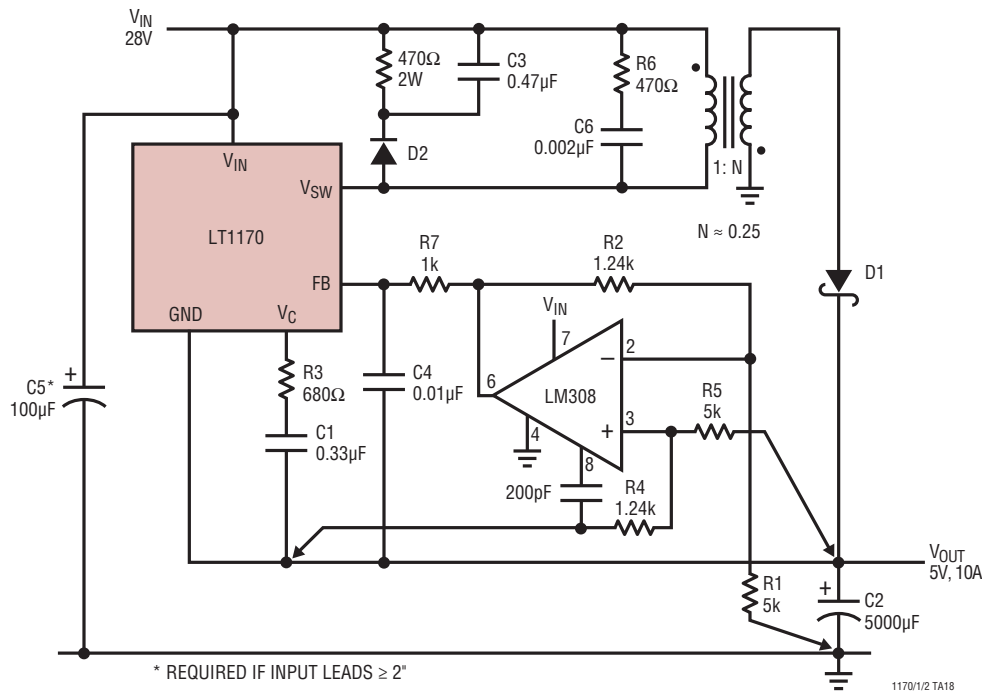 VIN
28V
470Ω
2W
C3
0.47µF
R6
470Ω
C6
0.002µF
D2
1: N
N ≈ 0.25
VIN
VSW
LT1170
FB
GND
VC
R7
1k
R2
1.24k
D1
VIN
7
2
–
6
LM308
3
+
4
8
R5
5k
C5*
100µF
+
R3
680Ω
C4
0.01µF
C1
0.33µF
200pF
R4
1.24k
VOUT
5V, 10A
R1
5k
+
C2
5000µF
* REQUIRED IF INPUT LEADS ≥ 2"
1170/1/2 TA18